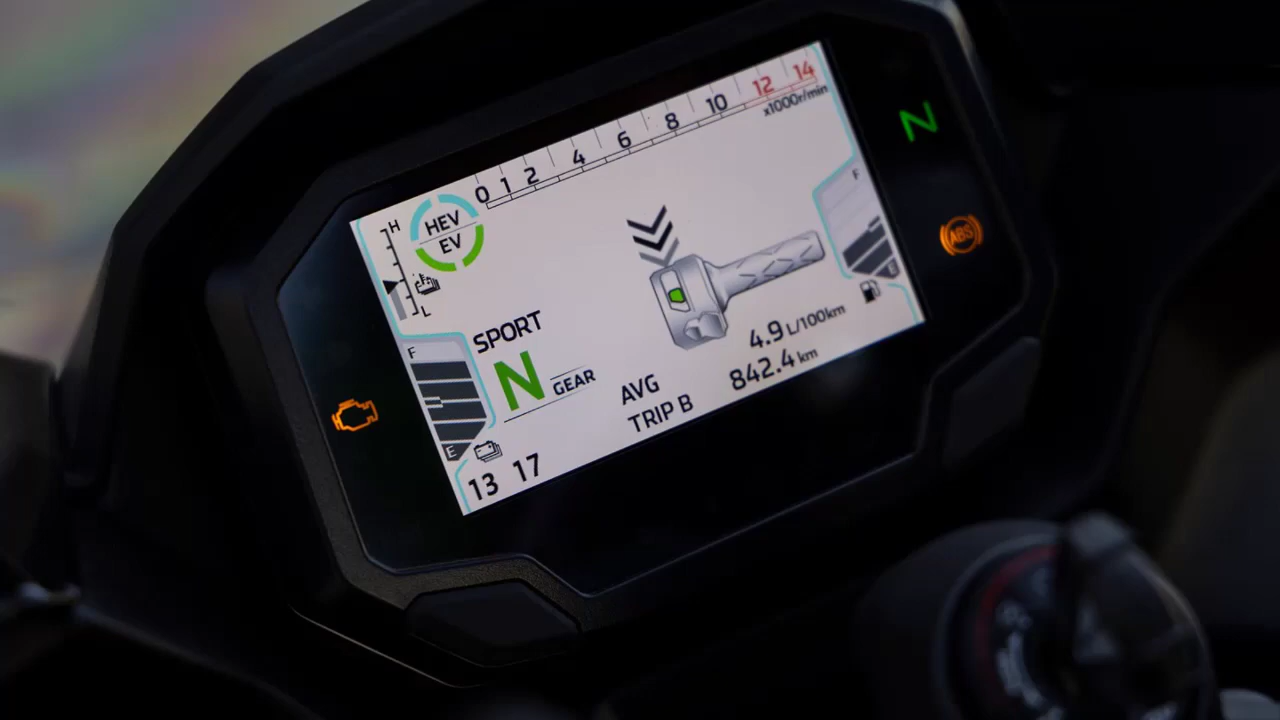 0 1 2 4 6 8 10 12 14
x1000r/min
N
H
HEV
EV
L
F
E
ABS
SPORT
N GEAR
F
E
AVG 4.9 L/100km
TRIP B 842.4 km
13 17